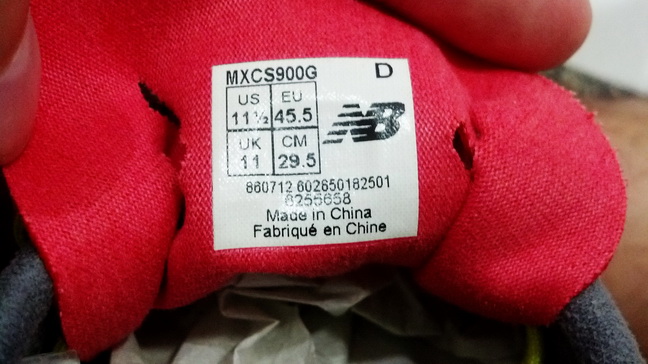 MXCS900G D
US EU
11½ 45.5
UK CM
11 29.5
NB
860712 602650182501
8255658
Made in China
Fabriqué en Chine